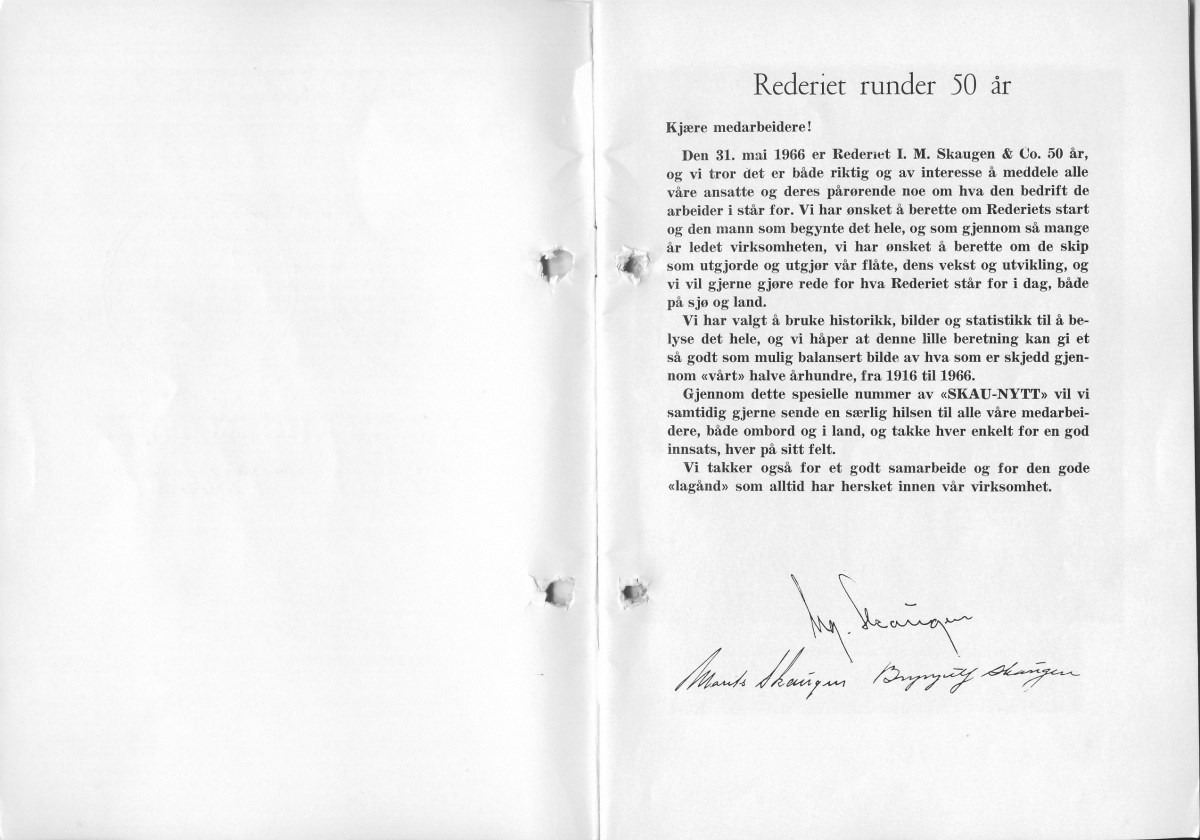 Rederiet runder 50 år
Kjære medarbeidere!
Den 31. mai 1966 er Rederiet I. M. Skaugen & Co. 50 år,
og vi tror det er både riktig og av interesse å meddele alle
våre ansatte og deres pårørende noe om hva den bedrift de
arbeider i står for. Vi har ønsket å berette om Rederiets start
og den mann som begynte det hele, og som gjennom så mange
år ledet virksomheten, vi har ønsket å berette om de skip
som utgjorde og utgjør vår flåte, dens vekst og utvikling, og
vi vil gjerne gjøre rede for hva Rederiet står for i dag, både
på sjø og land.
Vi har valgt å bruke historikk, bilder og statistikk til å be-
lyse det hele, og vi håper at denne lille beretning kan gi et
så godt som mulig balansert bilde av hva som er skjedd gjen-
nom «vårt» halve århundre, fra 1916 til 1966.
Gjennom dette spesielle nummer av «SKAU-NYTT» vil vi
samtidig gjerne sende en særlig hilsen til alle våre medarbei-
dere, både ombord og i land, og takke hver enkelt for en god
innsats, hver på sitt felt.
Vi takker også for et godt samarbeide og for den gode
«lagånd» som alltid har hersket innen vår virksomhet.
Skaugen
Morits Skaugen Brynjulf Skaugen